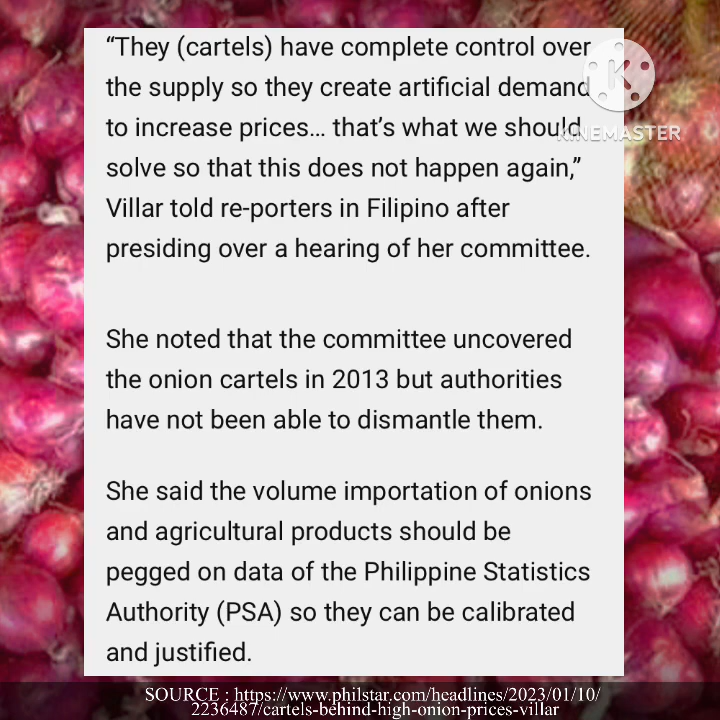 “They (cartels) have complete control over
the supply so they create artificial demand
to increase prices... that’s what we should
solve so that this does not happen again,”
Villar told re-porters in Filipino after
presiding over a hearing of her committee.
She noted that the committee uncovered
the onion cartels in 2013 but authorities
have not been able to dismantle them.
She said the volume importation of onions
and agricultural products should be
pegged on data of the Philippine Statistics
Authority (PSA) so they can be calibrated
and justified.
K
KINEMASTER
SOURCE : https://www.philstar.com/headlines/2023/01/10/
2236487/cartels-behind-high-onion-prices-villar